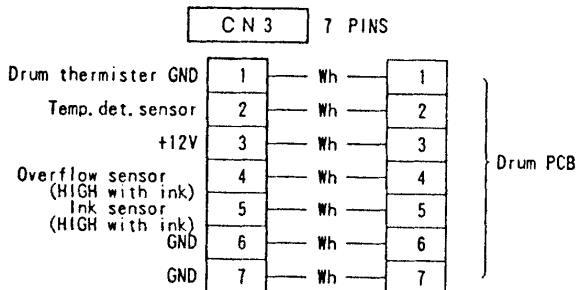 CN3 7 PINS
Drum thermister GND 1 Wh 1
Temp. det. sensor 2 Wh 2
+12V 3 Wh 3
Overflow sensor (HIGH with ink) 4 Wh 4
Ink sensor (HIGH with ink) 5 Wh 5
GND 6 Wh 6
GND 7 Wh 7
Drum PCB